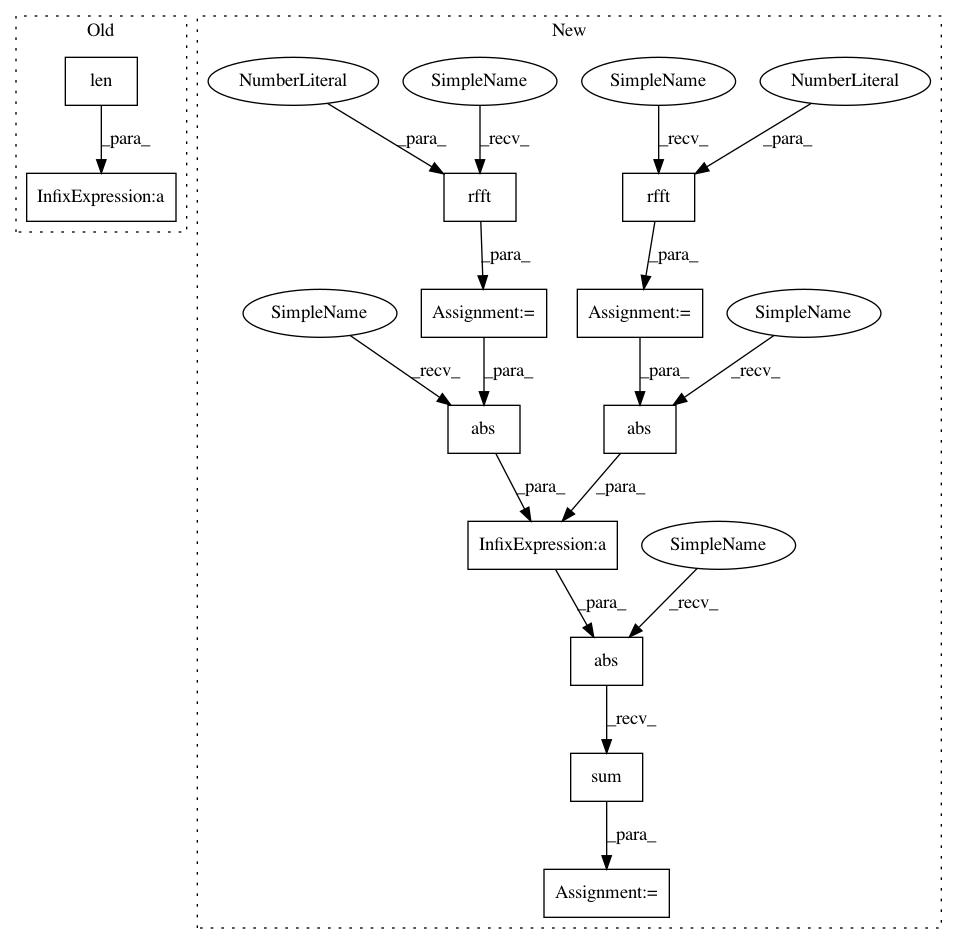 Old
New
len
NumberLiteral
SimpleName
SimpleName
NumberLiteral
_para_
_para_
_recv_
_recv_
_para_
InfixExpression:a
rfft
rfft
_para_
_para_
SimpleName
Assignment:=
Assignment:=
SimpleName
_recv_
_para_
_para_
_recv_
abs
abs
_para_
_para_
InfixExpression:a
SimpleName
_para_
_recv_
abs
_recv_
sum
_para_
Assignment:=